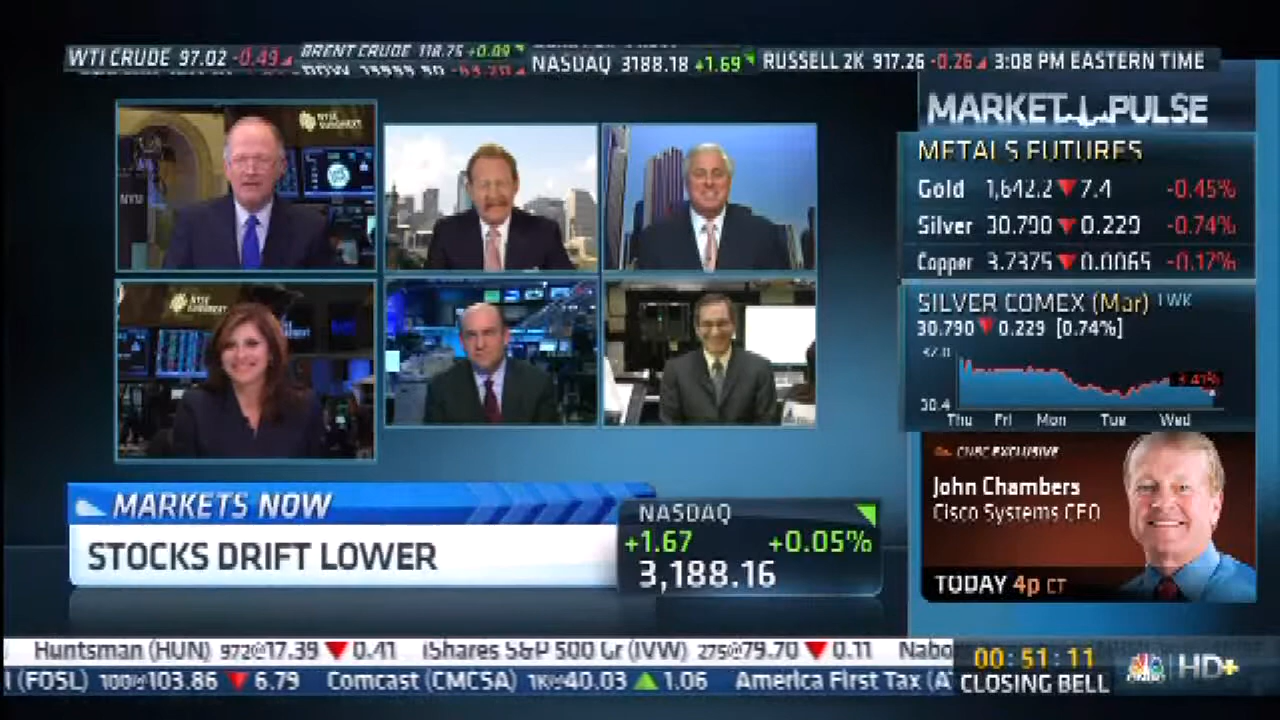 WTI CRUDE 97.02 -0.49
BRENT CRUDE 118.75 +0.09
NASDAQ 3188.18 +1.69
RUSSELL 2K 917.26 -0.26
3:08 PM EASTERN TIME
MARKET PULSE
METALS FUTURES
Gold 1,642.2 ▼ 7.4 -0.45%
Silver 30.790 ▼ 0.229 -0.74%
Copper 3.7375 ▼ 0.0065 -0.17%
SILVER COMEX (Mar) 1 WK
30.790 ▼ 0.229 [0.74%]
30.4
Thu Fri Mon Tue Wed
CNBC EXCLUSIVE
John Chambers
Cisco Systems CEO
TODAY 4p CT
MARKETS NOW
STOCKS DRIFT LOWER
NASDAQ
+1.67 +0.05%
3,188.16
Huntsman (HUN) 972@17.39 ▼ 0.41 iShares S&P 500 Gr (IVW) 275@79.70 ▼ 0.11 Nabo
(FOSL) 100@103.86 ▼ 6.79 Comcast (CMCSA) 1K@40.03 ▲ 1.06 America First Tax (A
00:51:11
CLOSING BELL
HD+